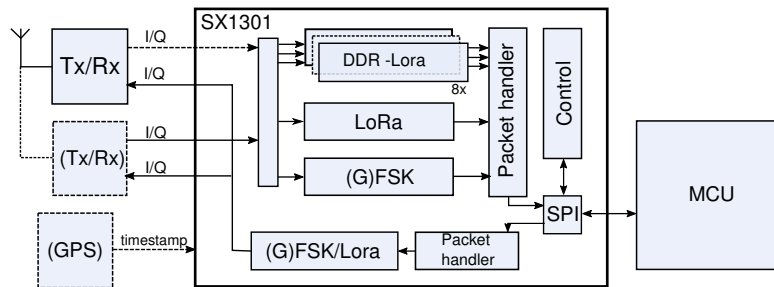 SX1301
I/Q
Tx/Rx
I/Q
DDR -Lora
8x
Packet handler
Control
LoRa
I/Q
(Tx/Rx)
I/Q
(G)FSK
MCU
SPI
(GPS)
timestamp
(G)FSK/Lora
Packet
handler